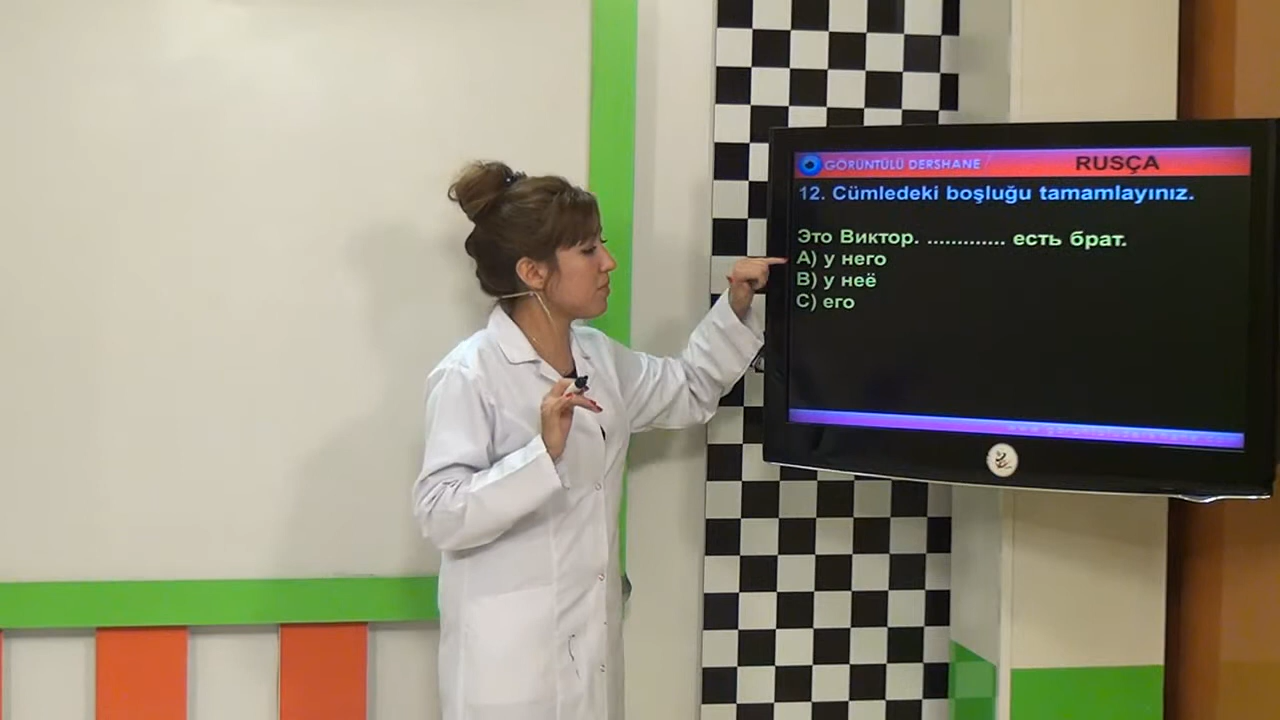 GÖRÜNTÜLÜ DERSHANE
RUSÇA
12. Cümledeki boşluğu tamamlayınız.
Это Виктор. ............. есть брат.
A) у него
B) у неё
C) его